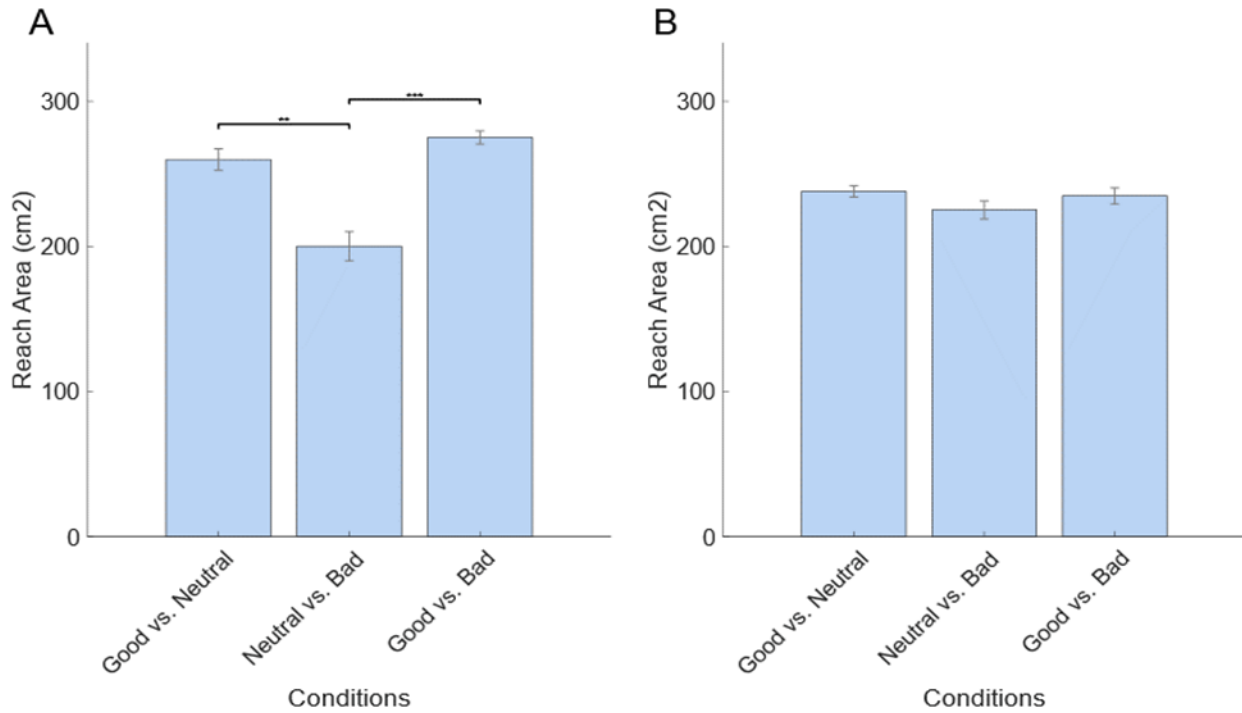 A
Reach Area (cm2)
300
200
100
0
**
***
Good vs. Neutral
Neutral vs. Bad
Good vs. Bad
Conditions
B
Reach Area (cm2)
300
200
100
0
Good vs. Neutral
Neutral vs. Bad
Good vs. Bad
Conditions